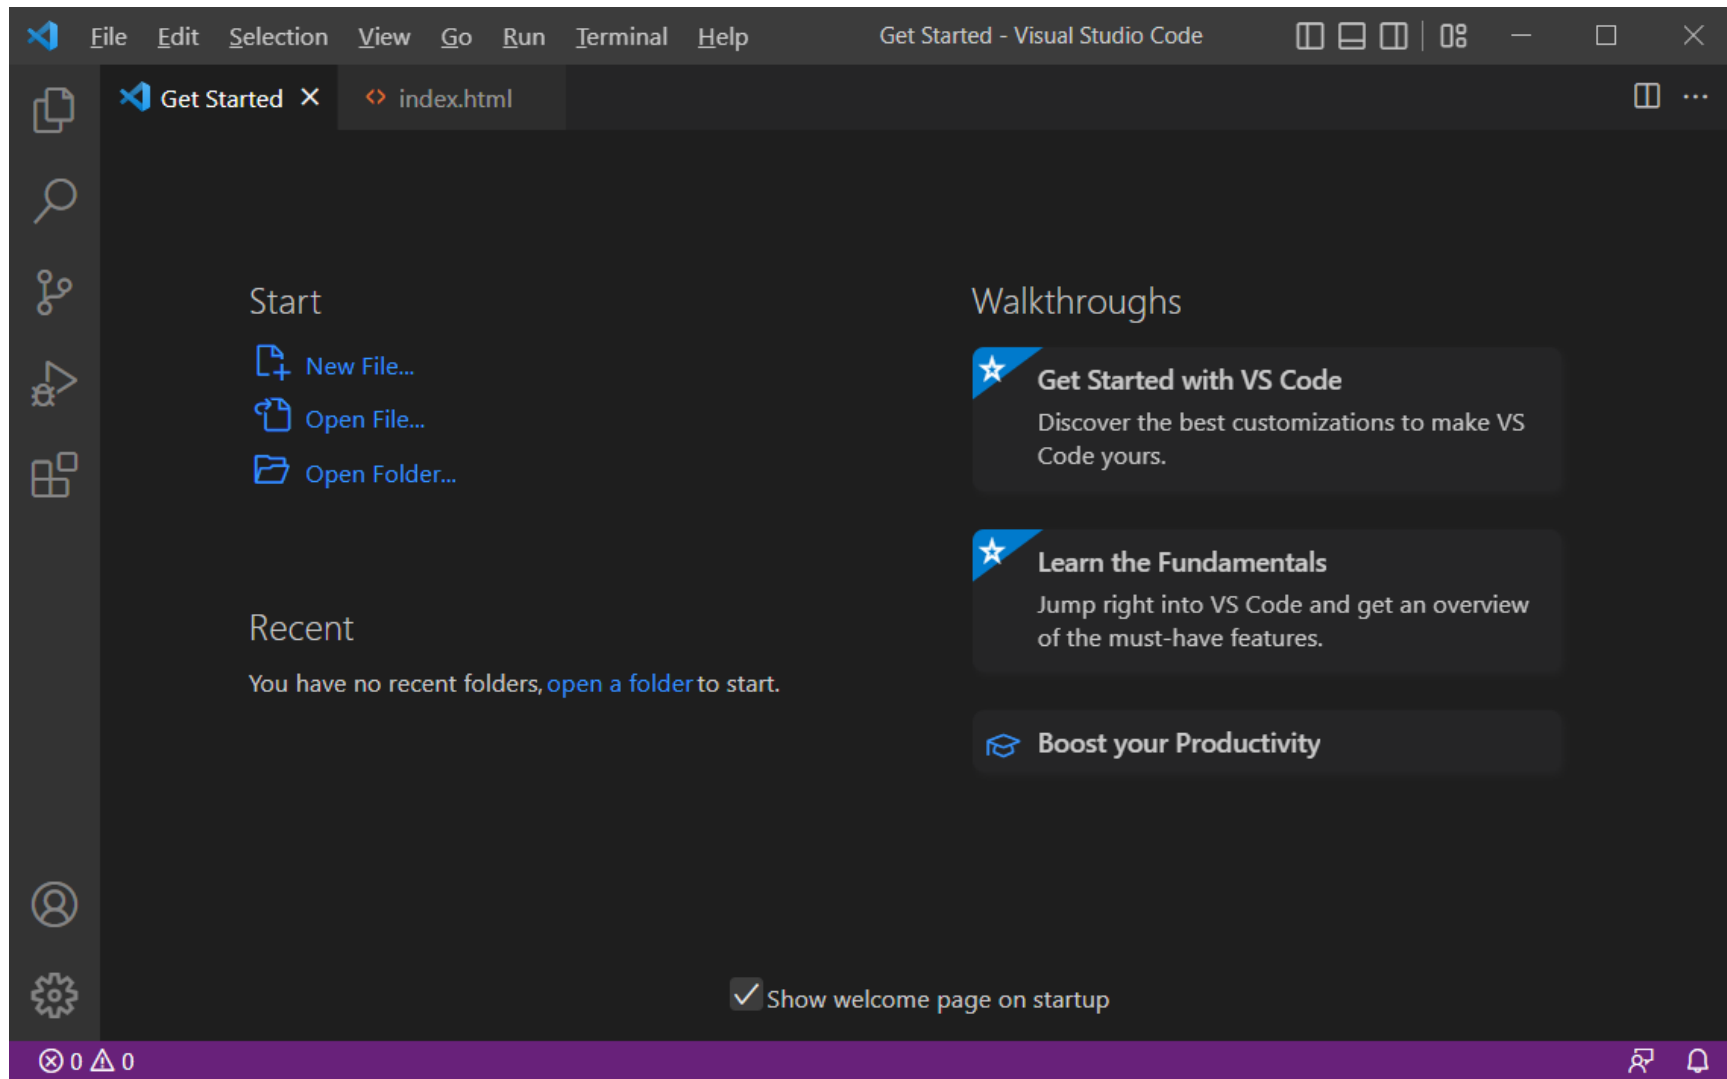 File Edit Selection View Go Run Terminal Help Get Started - Visual Studio Code
Get Started index.html
Start
New File...
Open File...
Open Folder...
Recent
You have no recent folders, open a folder to start.
Walkthroughs
Get Started with VS Code
Discover the best customizations to make VS
Code yours.
Learn the Fundamentals
Jump right into VS Code and get an overview
of the must-have features.
Boost your Productivity
Show welcome page on startup
0 0